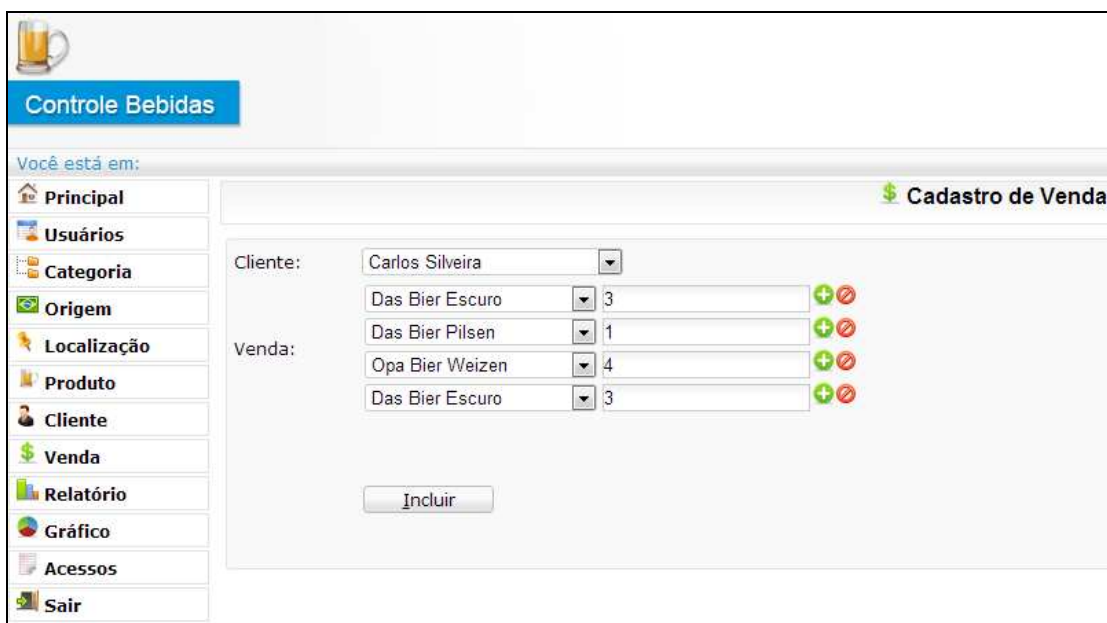 Controle Bebidas
Você está em:
Principal
Usuários
Categoria
Origem
Localização
Produto
Cliente
Venda
Relatório
Gráfico
Acessos
Sair
Cadastro de Venda
Cliente: Carlos Silveira
Venda:
Das Bier Escuro 3
Das Bier Pilsen 1
Opa Bier Weizen 4
Das Bier Escuro 3
Incluir